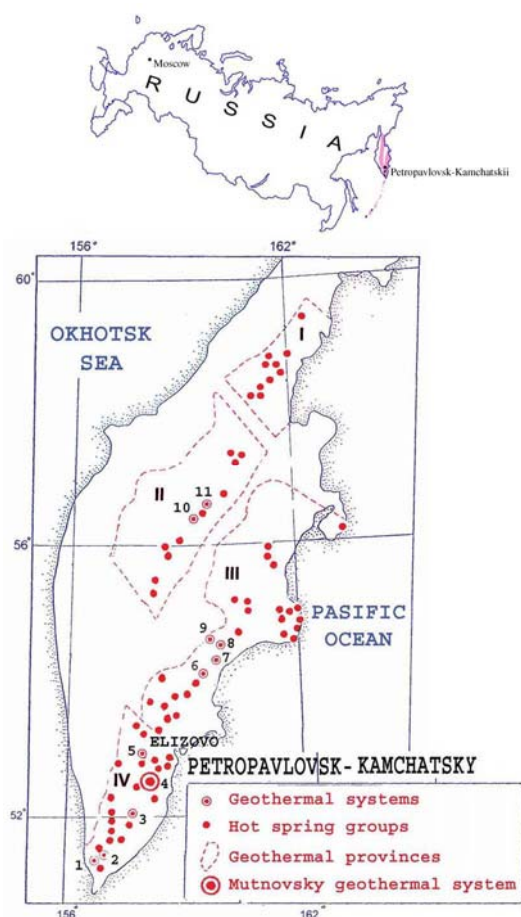 Moscow
RUSSIA
Petropavlovsk-Kamchatskii
156° 162°
60°
OKHOTSK
SEA
I
II
11
10
56°
III
PASIFIC
OCEAN
9
8
7
6
ELIZOVO
5
PETROPAVLOVSK-KAMCHATSKY
IV
4
Geothermal systems
52°
3
Hot spring groups
Geothermal provinces
1 2
Mutnovsky geothermal system
156° 162°